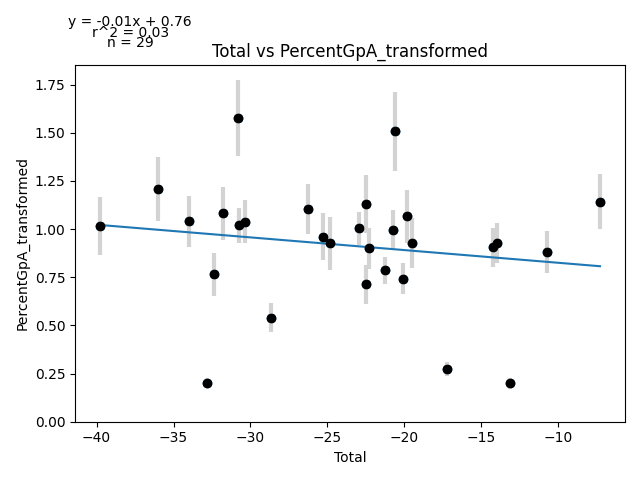 y = -0.01x + 0.76
r^2 = 0.03
n = 29
Total vs PercentGpA_transformed
PercentGpA_transformed
1.75
1.50
1.25
1.00
0.75
0.50
0.25
0.00
−40
−35
−30
−25
−20
−15
−10
Total